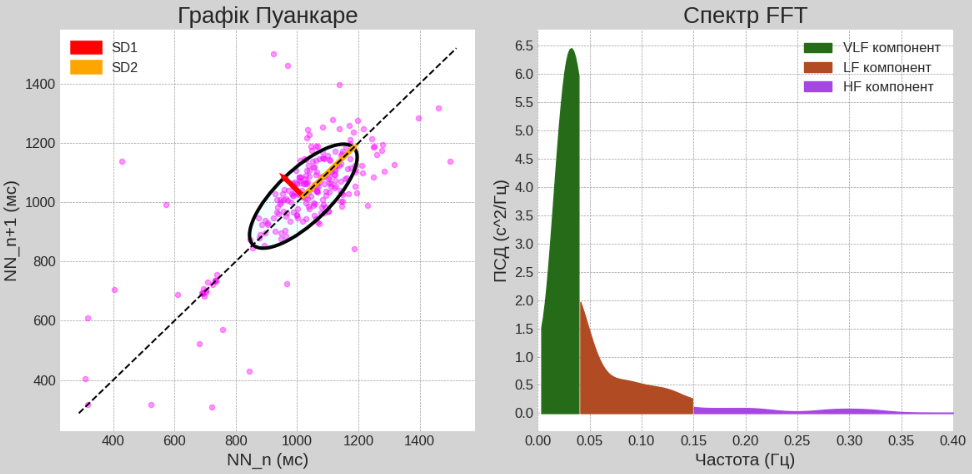 Графік Пуанкаре
SD1
SD2
1400
1200
1000
800
600
400
NN_n+1 (мс)
400 600 800 1000 1200 1400
NN_n (мс)
Спектр FFT
VLF компонент
LF компонент
HF компонент
6.5
6.0
5.5
5.0
4.5
4.0
3.5
3.0
2.5
2.0
1.5
1.0
0.5
0.0
ПСД (с^2/Гц)
0.00 0.05 0.10 0.15 0.20 0.25 0.30 0.35 0.40
Частота (Гц)